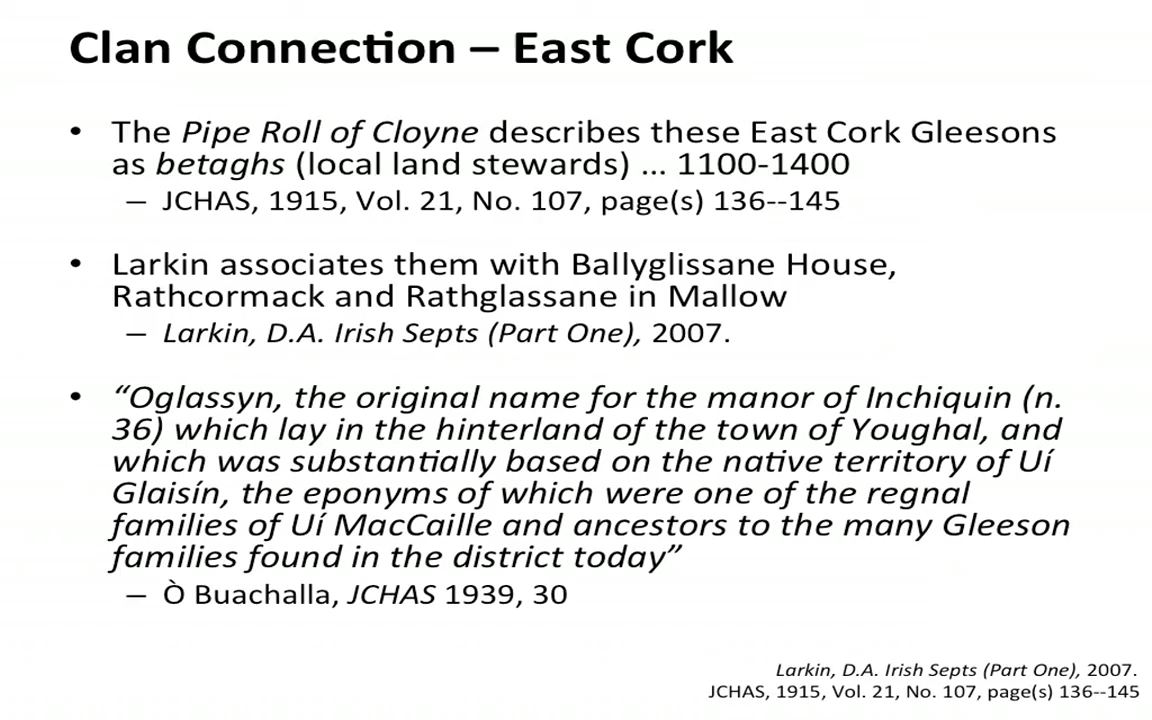 Clan Connection – East Cork
• The Pipe Roll of Cloyne describes these East Cork Gleesons
as betaghs (local land stewards) ... 1100-1400
– JCHAS, 1915, Vol. 21, No. 107, page(s) 136--145
• Larkin associates them with Ballyglissane House,
Rathcormack and Rathglassane in Mallow
– Larkin, D.A. Irish Septs (Part One), 2007.
• “Oglassyn, the original name for the manor of Inchiquin (n.
36) which lay in the hinterland of the town of Youghal, and
which was substantially based on the native territory of Uí
Glaisín, the eponyms of which were one of the regnal
families of Uí MacCaille and ancestors to the many Gleeson
families found in the district today”
– Ò Buachalla, JCHAS 1939, 30
Larkin, D.A. Irish Septs (Part One), 2007.
JCHAS, 1915, Vol. 21, No. 107, page(s) 136--145